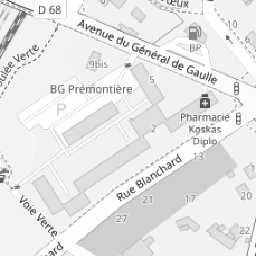 D 68
Avenue du Général de Gaulle
BP
9bis
5
BG Prémontière
P
Pharmacie
Koskas
Diplo
2
13
Rue Blanchard
21
27
Voie Verte